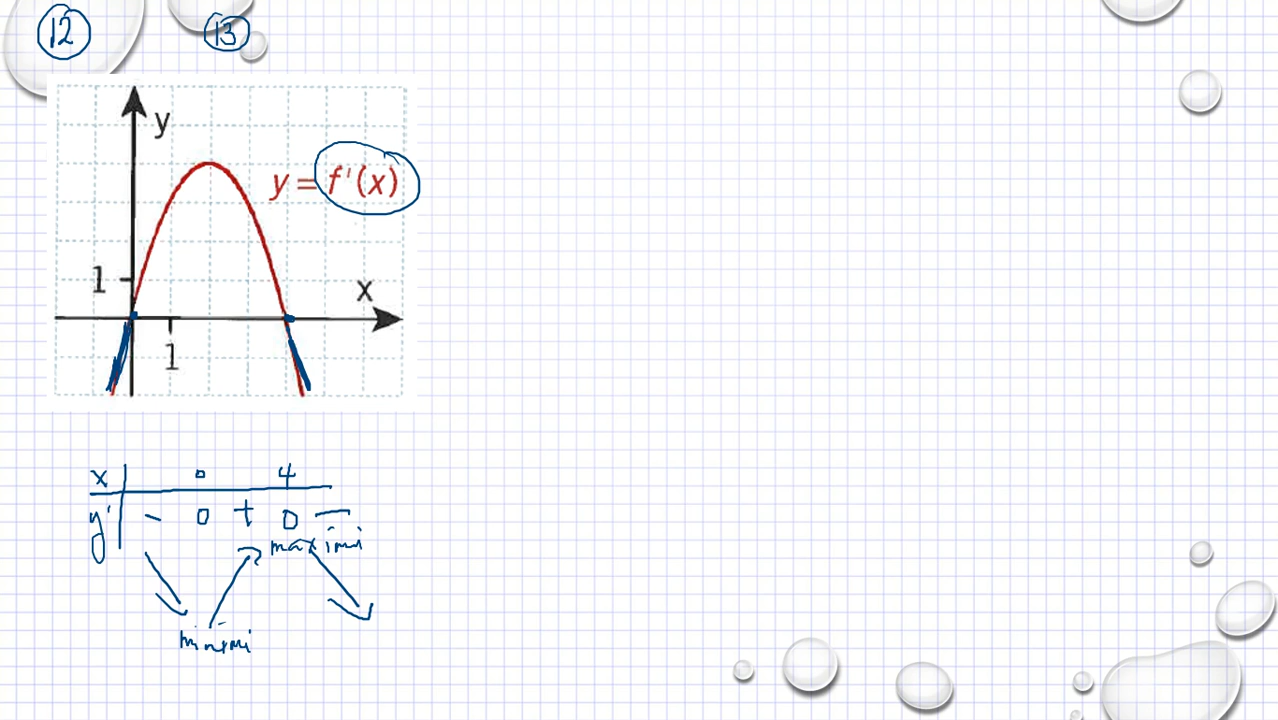 12 13
y
y = f'(x)
1
x
1
x 0 4
y' - 0 + 0 -
maximi
minimi